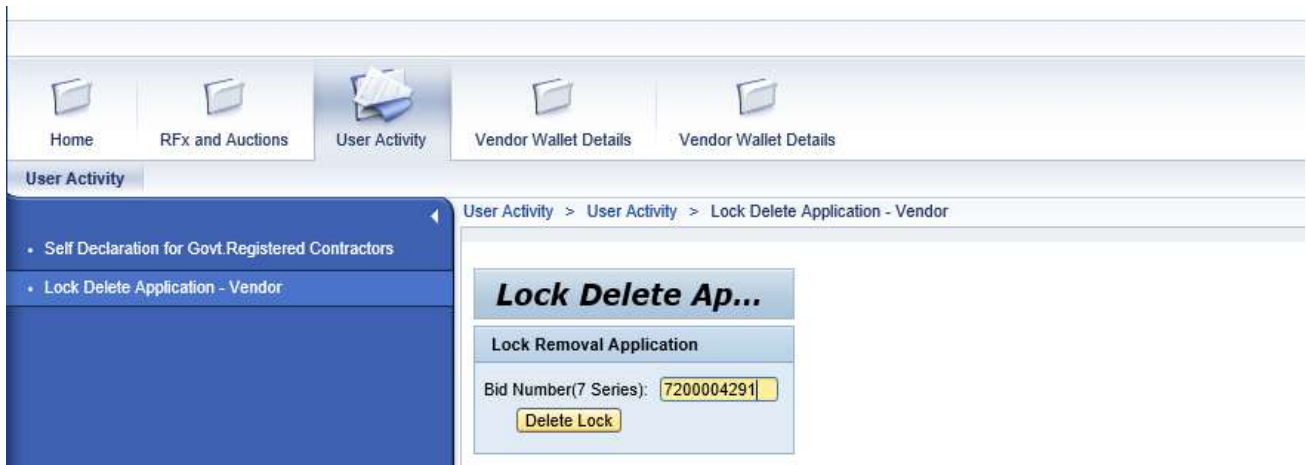 Home
RFx and Auctions
User Activity
Vendor Wallet Details
Vendor Wallet Details
User Activity
User Activity > User Activity > Lock Delete Application - Vendor
• Self Declaration for Govt.Registered Contractors
• Lock Delete Application - Vendor
Lock Delete Ap...
Lock Removal Application
Bid Number(7 Series): 7200004291
Delete Lock